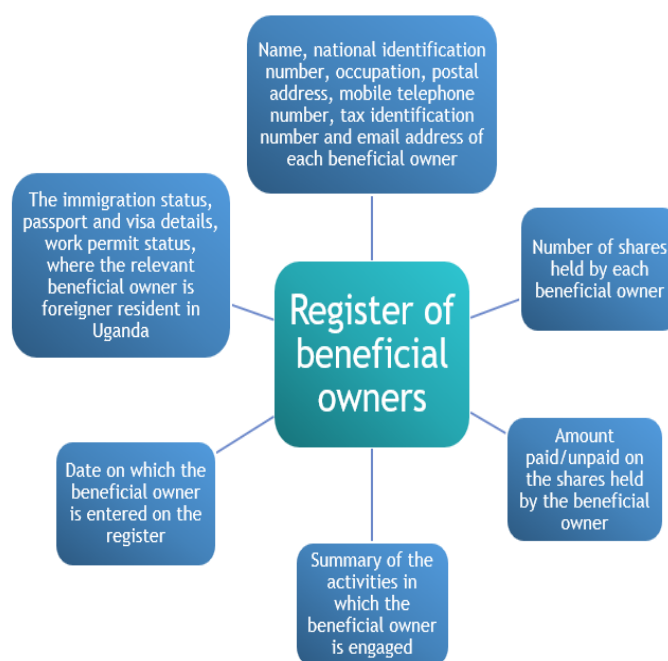 Name, national identification
number, occupation, postal
address, mobile telephone
number, tax identification
number and email address of
each beneficial owner
The immigration status,
passport and visa details,
work permit status,
where the relevant
beneficial owner is
foreigner resident in
Uganda
Number of shares
held by each
beneficial owner
Register of
beneficial
owners
Date on which the
beneficial owner
is entered on the
register
Amount
paid/unpaid on
the shares held
by the beneficial
owner
Summary of the
activities in
which the
beneficial owner
is engaged